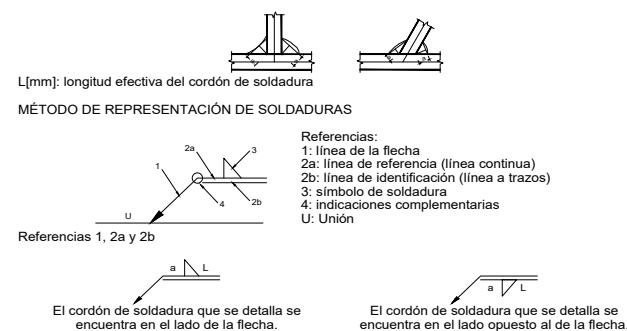 a a a a
L[mm]: longitud efectiva del cordón de soldadura
MÉTODO DE REPRESENTACIÓN DE SOLDADURAS
Referencias:
1: línea de la flecha
2a: línea de referencia (línea continua)
2b: línea de identificación (línea a trazos)
3: símbolo de soldadura
4: indicaciones complementarias
U: Unión
2a 3
1
4 2b
U
Referencias 1, 2a y 2b
a L
a L
El cordón de soldadura que se detalla se
encuentra en el lado de la flecha.
El cordón de soldadura que se detalla se
encuentra en el lado opuesto al de la flecha.